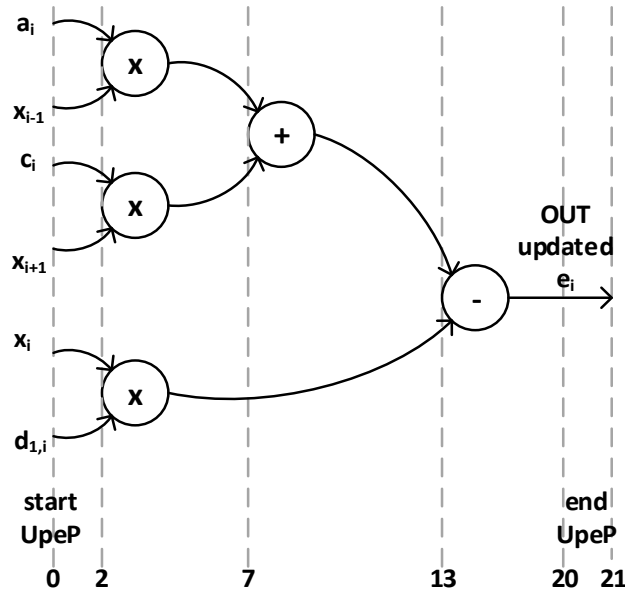 aᵢ
x
xᵢ₋₁
+
cᵢ
x
xᵢ₊₁
OUT
updated
eᵢ
-
xᵢ
x
d₁,ᵢ
start
UpeP
end
UpeP
0 2 7 13 20 21